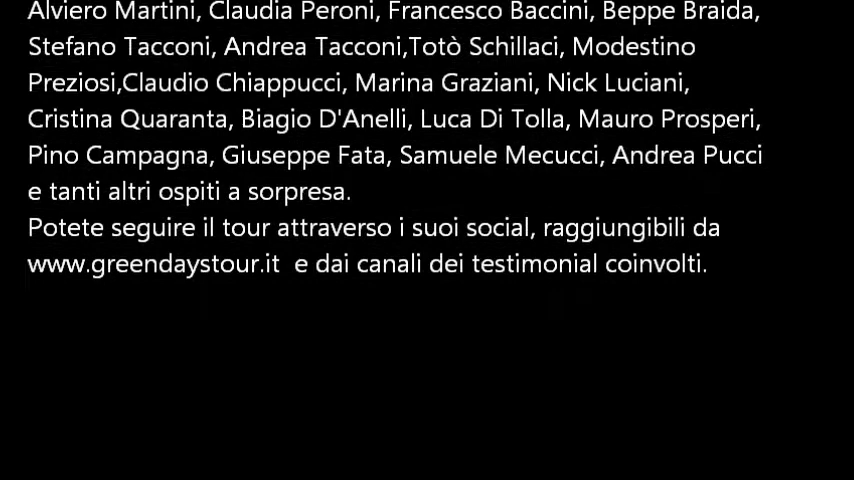 Alviero Martini, Claudia Peroni, Francesco Baccini, Beppe Braida,
Stefano Tacconi, Andrea Tacconi,Totò Schillaci, Modestino
Preziosi,Claudio Chiappucci, Marina Graziani, Nick Luciani,
Cristina Quaranta, Biagio D'Anelli, Luca Di Tolla, Mauro Prosperi,
Pino Campagna, Giuseppe Fata, Samuele Mecucci, Andrea Pucci
e tanti altri ospiti a sorpresa.
Potete seguire il tour attraverso i suoi social, raggiungibili da
www.greendaystour.it  e dai canali dei testimonial coinvolti.